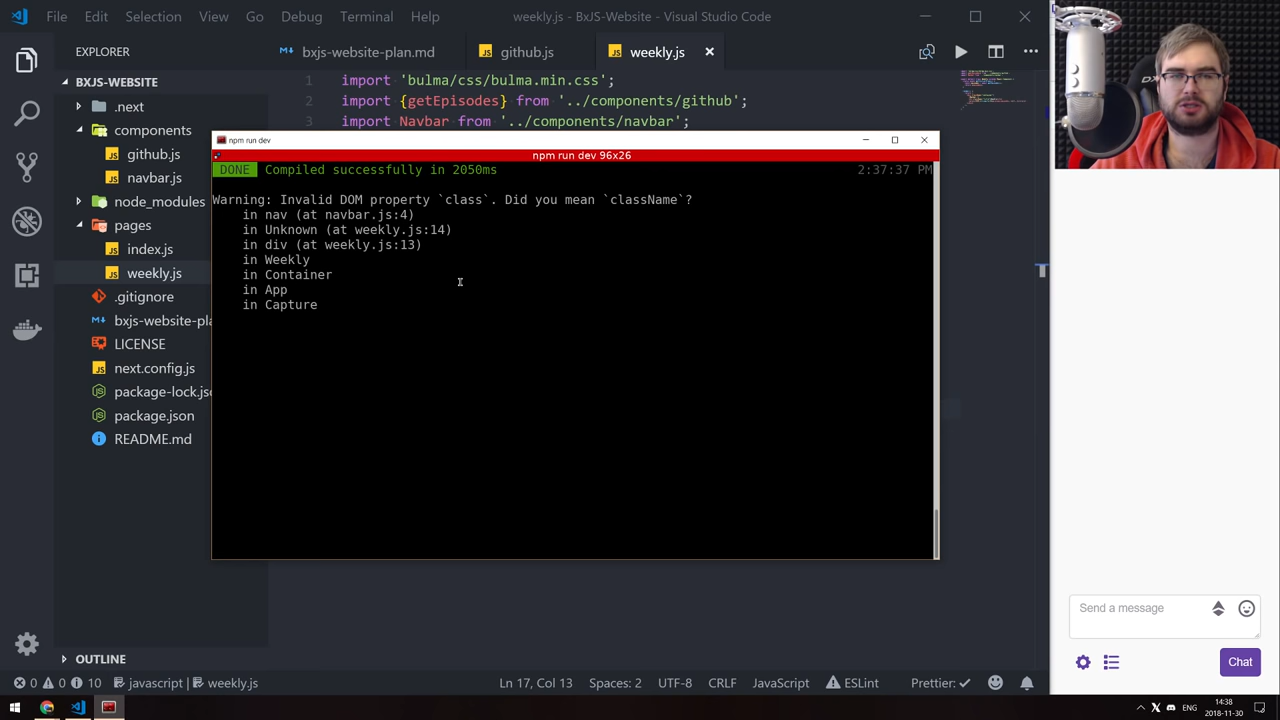 File Edit Selection View Go Debug Terminal Help
weekly.js - BxJS-Website - Visual Studio Code
EXPLORER
bxjs-website-plan.md
github.js
weekly.js
BXJS-WEBSITE
.next
components
github.js
navbar.js
node_modules
pages
index.js
weekly.js
.gitignore
bxjs-website-pla
LICENSE
next.config.js
package-lock.jso
package.json
README.md
OUTLINE
1 import 'bulma/css/bulma.min.css';
2 import {getEpisodes} from '../components/github';
3 import Navbar from '../components/navbar';
npm run dev
npm run dev 96x26
DONE Compiled successfully in 2050ms 2:37:37 PM
Warning: Invalid DOM property `class`. Did you mean `className`?
in nav (at navbar.js:4)
in Unknown (at weekly.js:14)
in div (at weekly.js:13)
in Weekly
in Container
in App
in Capture
0 0 10 javascript weekly.js Ln 17, Col 13 Spaces: 2 UTF-8 CRLF JavaScript ESLint Prettier:
Send a message
Chat
ENG
14:38
2018-11-30